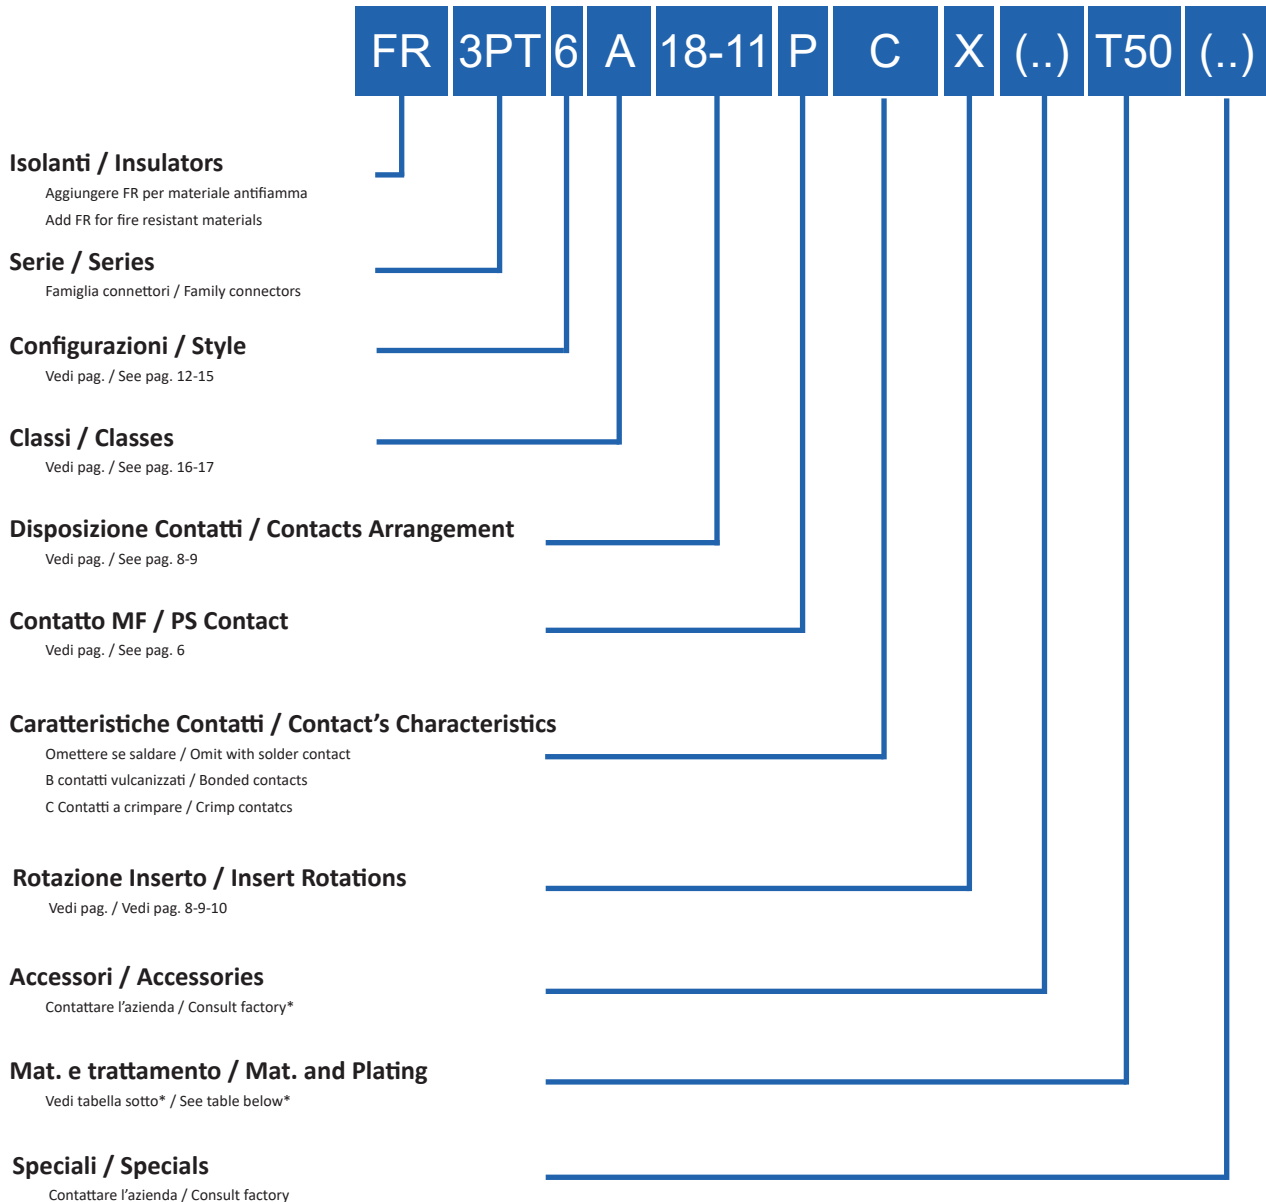 FR 3PT 6 A 18-11 P C X (..) T50 (..)
Isolanti / Insulators
Aggiungere FR per materiale antifiamma
Add FR for fire resistant materials
Serie / Series
Famiglia connettori / Family connectors
Configurazioni / Style
Vedi pag. / See pag. 12-15
Classi / Classes
Vedi pag. / See pag. 16-17
Disposizione Contatti / Contacts Arrangement
Vedi pag. / See pag. 8-9
Contatto MF / PS Contact
Vedi pag. / See pag. 6
Caratteristiche Contatti / Contact's Characteristics
Omettere se saldare / Omit with solder contact
B contatti vulcanizzati / Bonded contacts
C Contatti a crimpare / Crimp contatcs
Rotazione Inserto / Insert Rotations
Vedi pag. / Vedi pag. 8-9-10
Accessori / Accessories
Contattare l'azienda / Consult factory*
Mat. e trattamento / Mat. and Plating
Vedi tabella sotto* / See table below*
Speciali / Specials
Contattare l'azienda / Consult factory